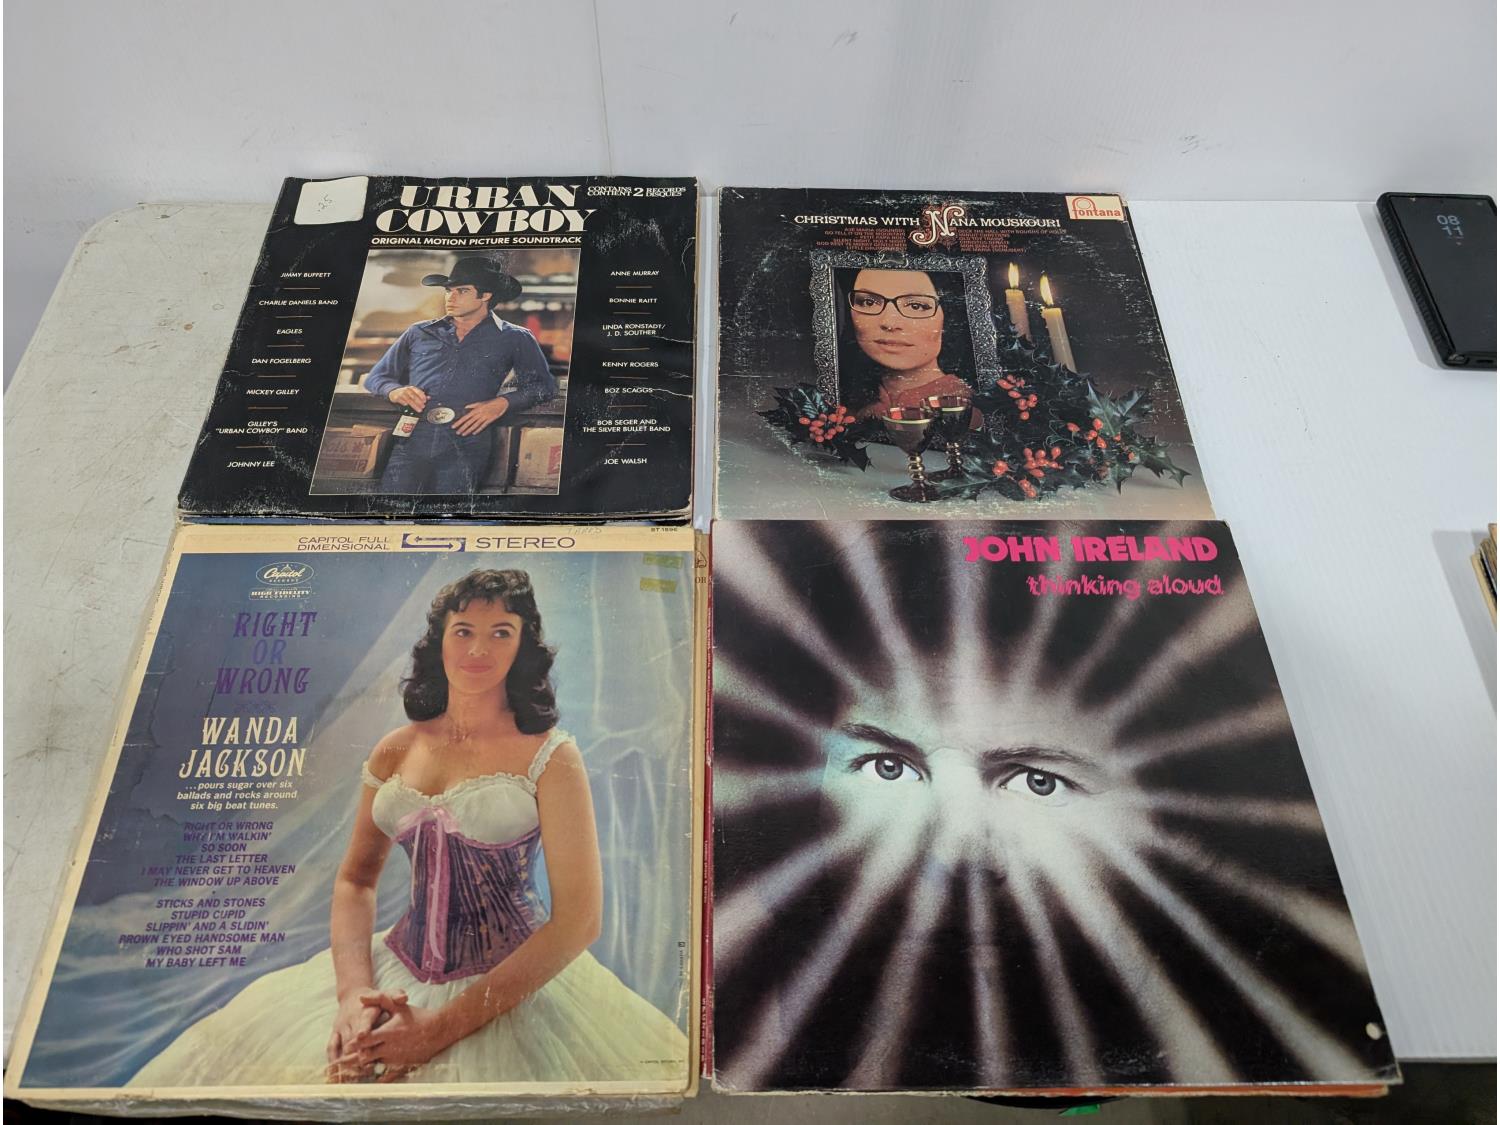 .25
URBAN
COWBOY
CONTAINS 2 RECORDS
CONTIENT DISQUES
ORIGINAL MOTION PICTURE SOUNDTRACK
JIMMY BUFFETT
CHARLIE DANIELS BAND
EAGLES
DAN FOGELBERG
MICKEY GILLEY
GILLEY'S
"URBAN COWBOY" BAND
JOHNNY LEE
ANNE MURRAY
BONNIE RAITT
LINDA RONSTADT/
J. D. SOUTHER
KENNY ROGERS
BOZ SCAGGS
BOB SEGER AND
THE SILVER BULLET BAND
JOE WALSH
fontana
CHRISTMAS WITH NANA MOUSKOURI
08
11
CAPITOL FULL
DIMENSIONAL
STEREO
Capitol
RECORDS
HIGH FIDELITY
RECORDING
RIGHT
OR
WRONG
WANDA
JACKSON
...pours sugar over six
ballads and rocks around
six big beat tunes.
RIGHT OR WRONG
WHY I'M WALKIN'
SO SOON
THE LAST LETTER
I MAY NEVER GET TO HEAVEN
THE WINDOW UP ABOVE
STICKS AND STONES
STUPID CUPID
SLIPPIN' AND A SLIDIN'
BROWN EYED HANDSOME MAN
WHO SHOT SAM
MY BABY LEFT ME
JOHN IRELAND
thinking aloud